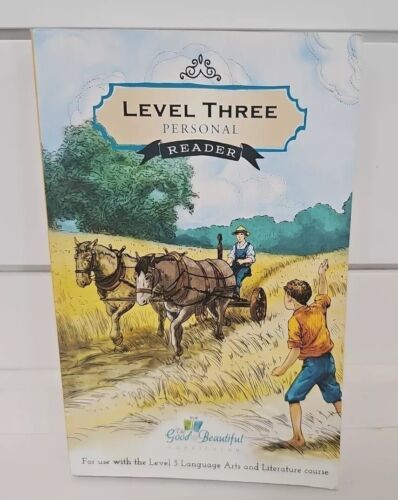 LEVEL THREE
PERSONAL
READER
The
Good and Beautiful
CURRICULUM
For use with the Level 3 Language Arts and Literature course